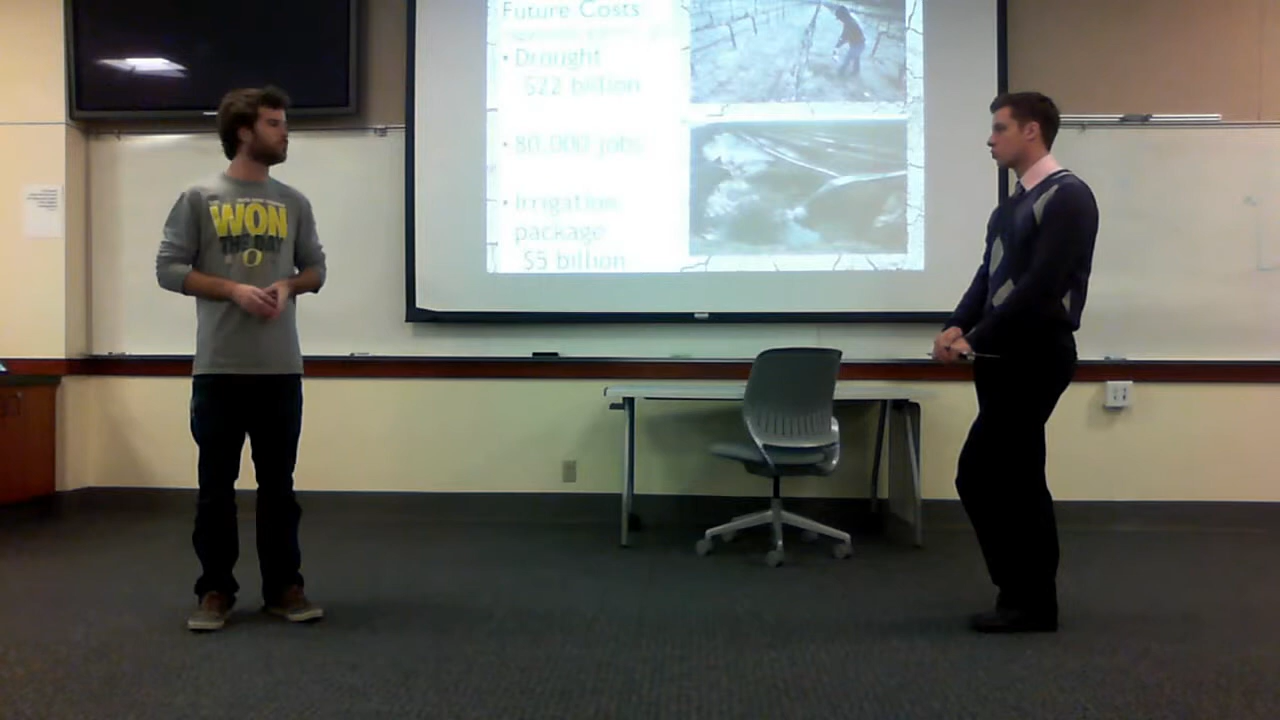 Future Costs
• Drought
$22 billion
• 80,000 jobs
• Irrigation
package
$5 billion
WON
THE DAY
O